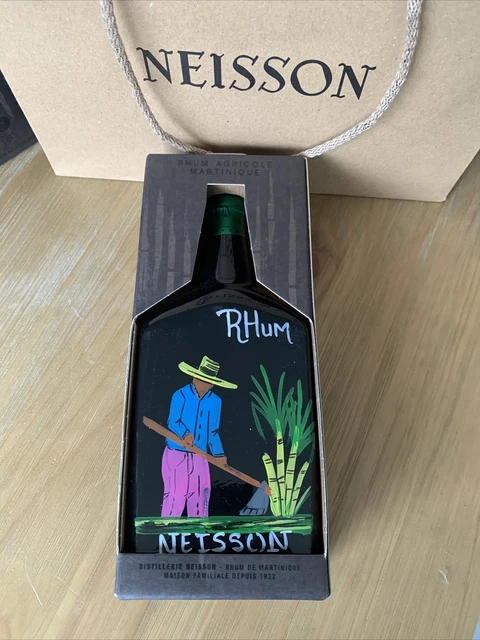 NEISSON
RHUM AGRICOLE
MARTINIQUE
RHum
NEISSON
DISTILLERIE NEISSON - RHUM DE MARTINIQUE
MAISON FAMILIALE DEPUIS 1932